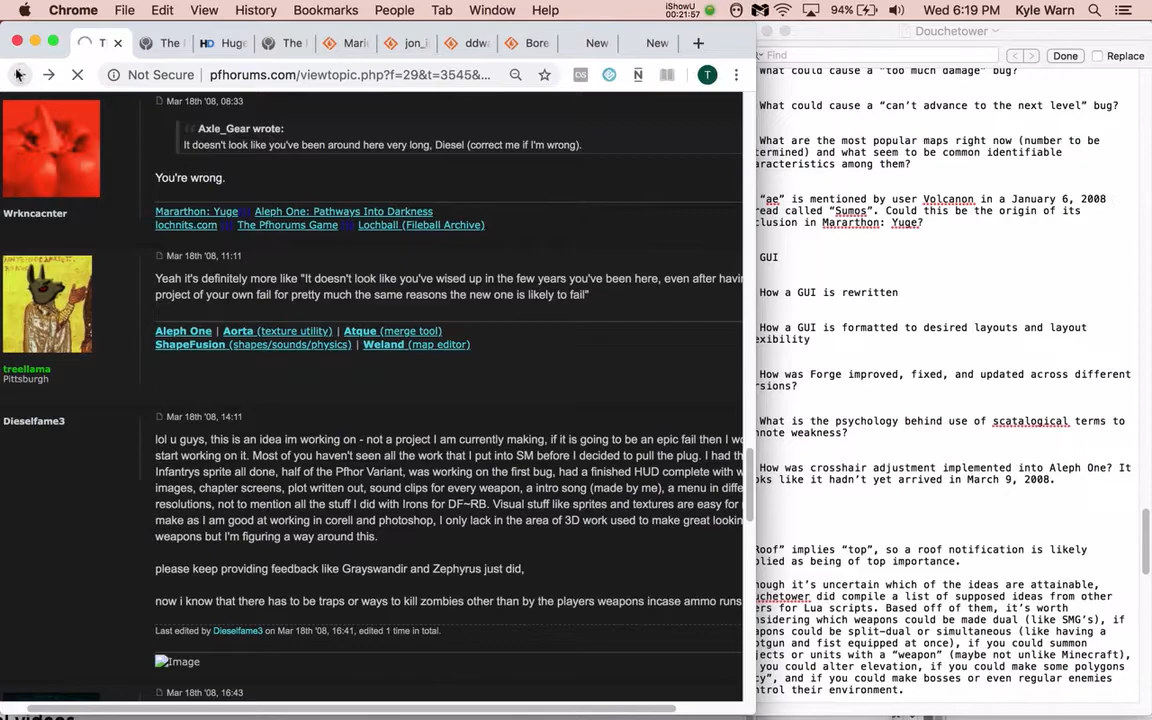 Chrome File Edit View History Bookmarks People Tab Window Help
iShowU
00:21:57
94% Wed 6:19 PM Kyle Warn
The Hug The Mari jon_ ddw Bore New New
Not Secure pfhorums.com/viewtopic.php?f=29&t=3545&... T
Mar 18th '08, 08:33
Axle_Gear wrote:
It doesn't look like you've been around here very long, Diesel (correct me if I'm wrong).
You're wrong.
Wrkncacnter
Mararthon: Yuge Aleph One: Pathways Into Darkness
lochnits.com The Pfhorums Game Lochball (Fileball Archive)
Mar 18th '08, 11:11
Yeah it's definitely more like "It doesn't look like you've wised up in the few years you've been here, even after havi
project of your own fail for pretty much the same reasons the new one is likely to fail"
Aleph One | Aorta (texture utility) | Atque (merge tool)
ShapeFusion (shapes/sounds/physics) | Weland (map editor)
treellama
Pittsburgh
Mar 18th '08, 14:11
Dieselfame3
lol u guys, this is an idea im working on - not a project I am currently making, if it is going to be an epic fail then I wo
start working on it. Most of you haven't seen all the work that I put into SM before I decided to pull the plug. I had th
Infantrys sprite all done, half of the Pfhor Variant, was working on the first bug, had a finished HUD complete with w
images, chapter screens, plot written out, sound clips for every weapon, a intro song (made by me), a menu in diffe
resolutions, not to mention all the stuff I did with Irons for DF~RB. Visual stuff like sprites and textures are easy for
make as I am good at working in corell and photoshop, I only lack in the area of 3D work used to make great lookin
weapons but I'm figuring a way around this.
please keep providing feedback like Grayswandir and Zephyrus just did,
now i know that there has to be traps or ways to kill zombies other than by the players weapons incase ammo runs
Last edited by Dieselfame3 on Mar 18th '08, 16:41, edited 1 time in total.
Image
Mar 18th '08, 16:43
Douchetower
Find Done Replace
What could cause a "too much damage" bug?
What could cause a "can't advance to the next level" bug?
What are the most popular maps right now (number to be
termined) and what seem to be common identifiable
aracteristics among them?
"ae" is mentioned by user Volcanon in a January 6, 2008
read called "Sumos". Could this be the origin of its
clusion in Mararthon: Yuge?
GUI
How a GUI is rewritten
How a GUI is formatted to desired layouts and layout
exibility
How was Forge improved, fixed, and updated across different
rsions?
What is the psychology behind use of scatalogical terms to
nnote weakness?
How was crosshair adjustment implemented into Aleph One? It
oks like it hadn't yet arrived in March 9, 2008.
Roof" implies "top", so a roof notification is likely
plied as being of top importance.
hough it's uncertain which of the ideas are attainable,
uchetower did compile a list of supposed ideas from other
ers for Lua scripts. Based off of them, it's worth
nsidering which weapons could be made dual (like SMG's), if
apons could be split-dual or simultaneous (like having a
otgun and fist equipped at once), if you could summon
jects or units with a "weapon" (maybe not unlike Minecraft),
you could alter elevation, if you could make some polygons
cy", and if you could make bosses or even regular enemies
ntrol their environment.